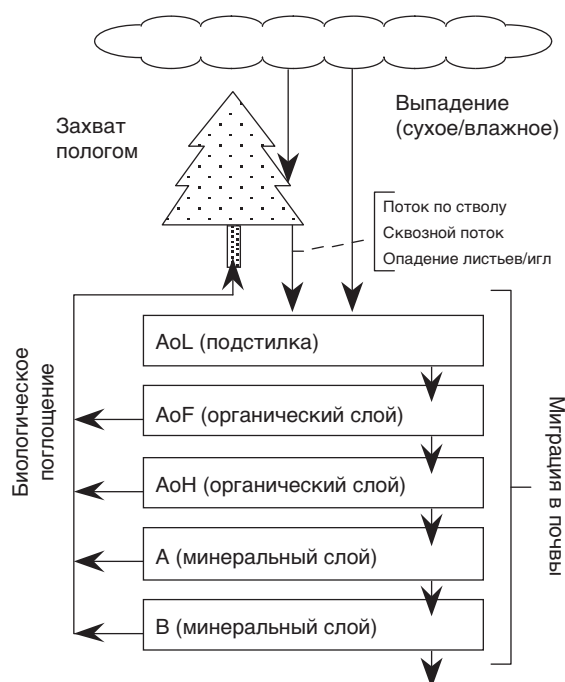 Захват
пологом
Выпадение
(сухое/влажное)
Поток по стволу
Сквозной поток
Опадение листьев/игл
AoL (подстилка)
AoF (органический слой)
AoH (органический слой)
A (минеральный слой)
B (минеральный слой)
Биологическое
поглощение
Миграция в почвы